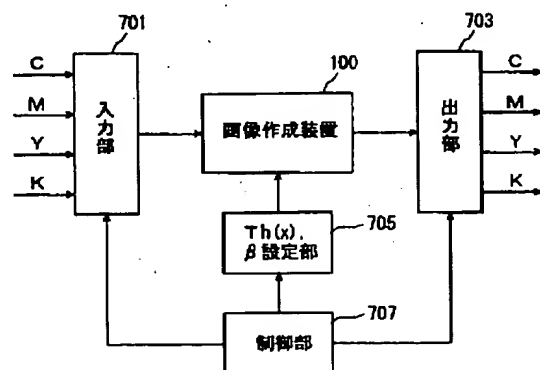 701
703
100
C
M
Y
K
入力部
画像作成装置
出力部
C
M
Y
K
Th(x),
β設定部
705
707
制御部